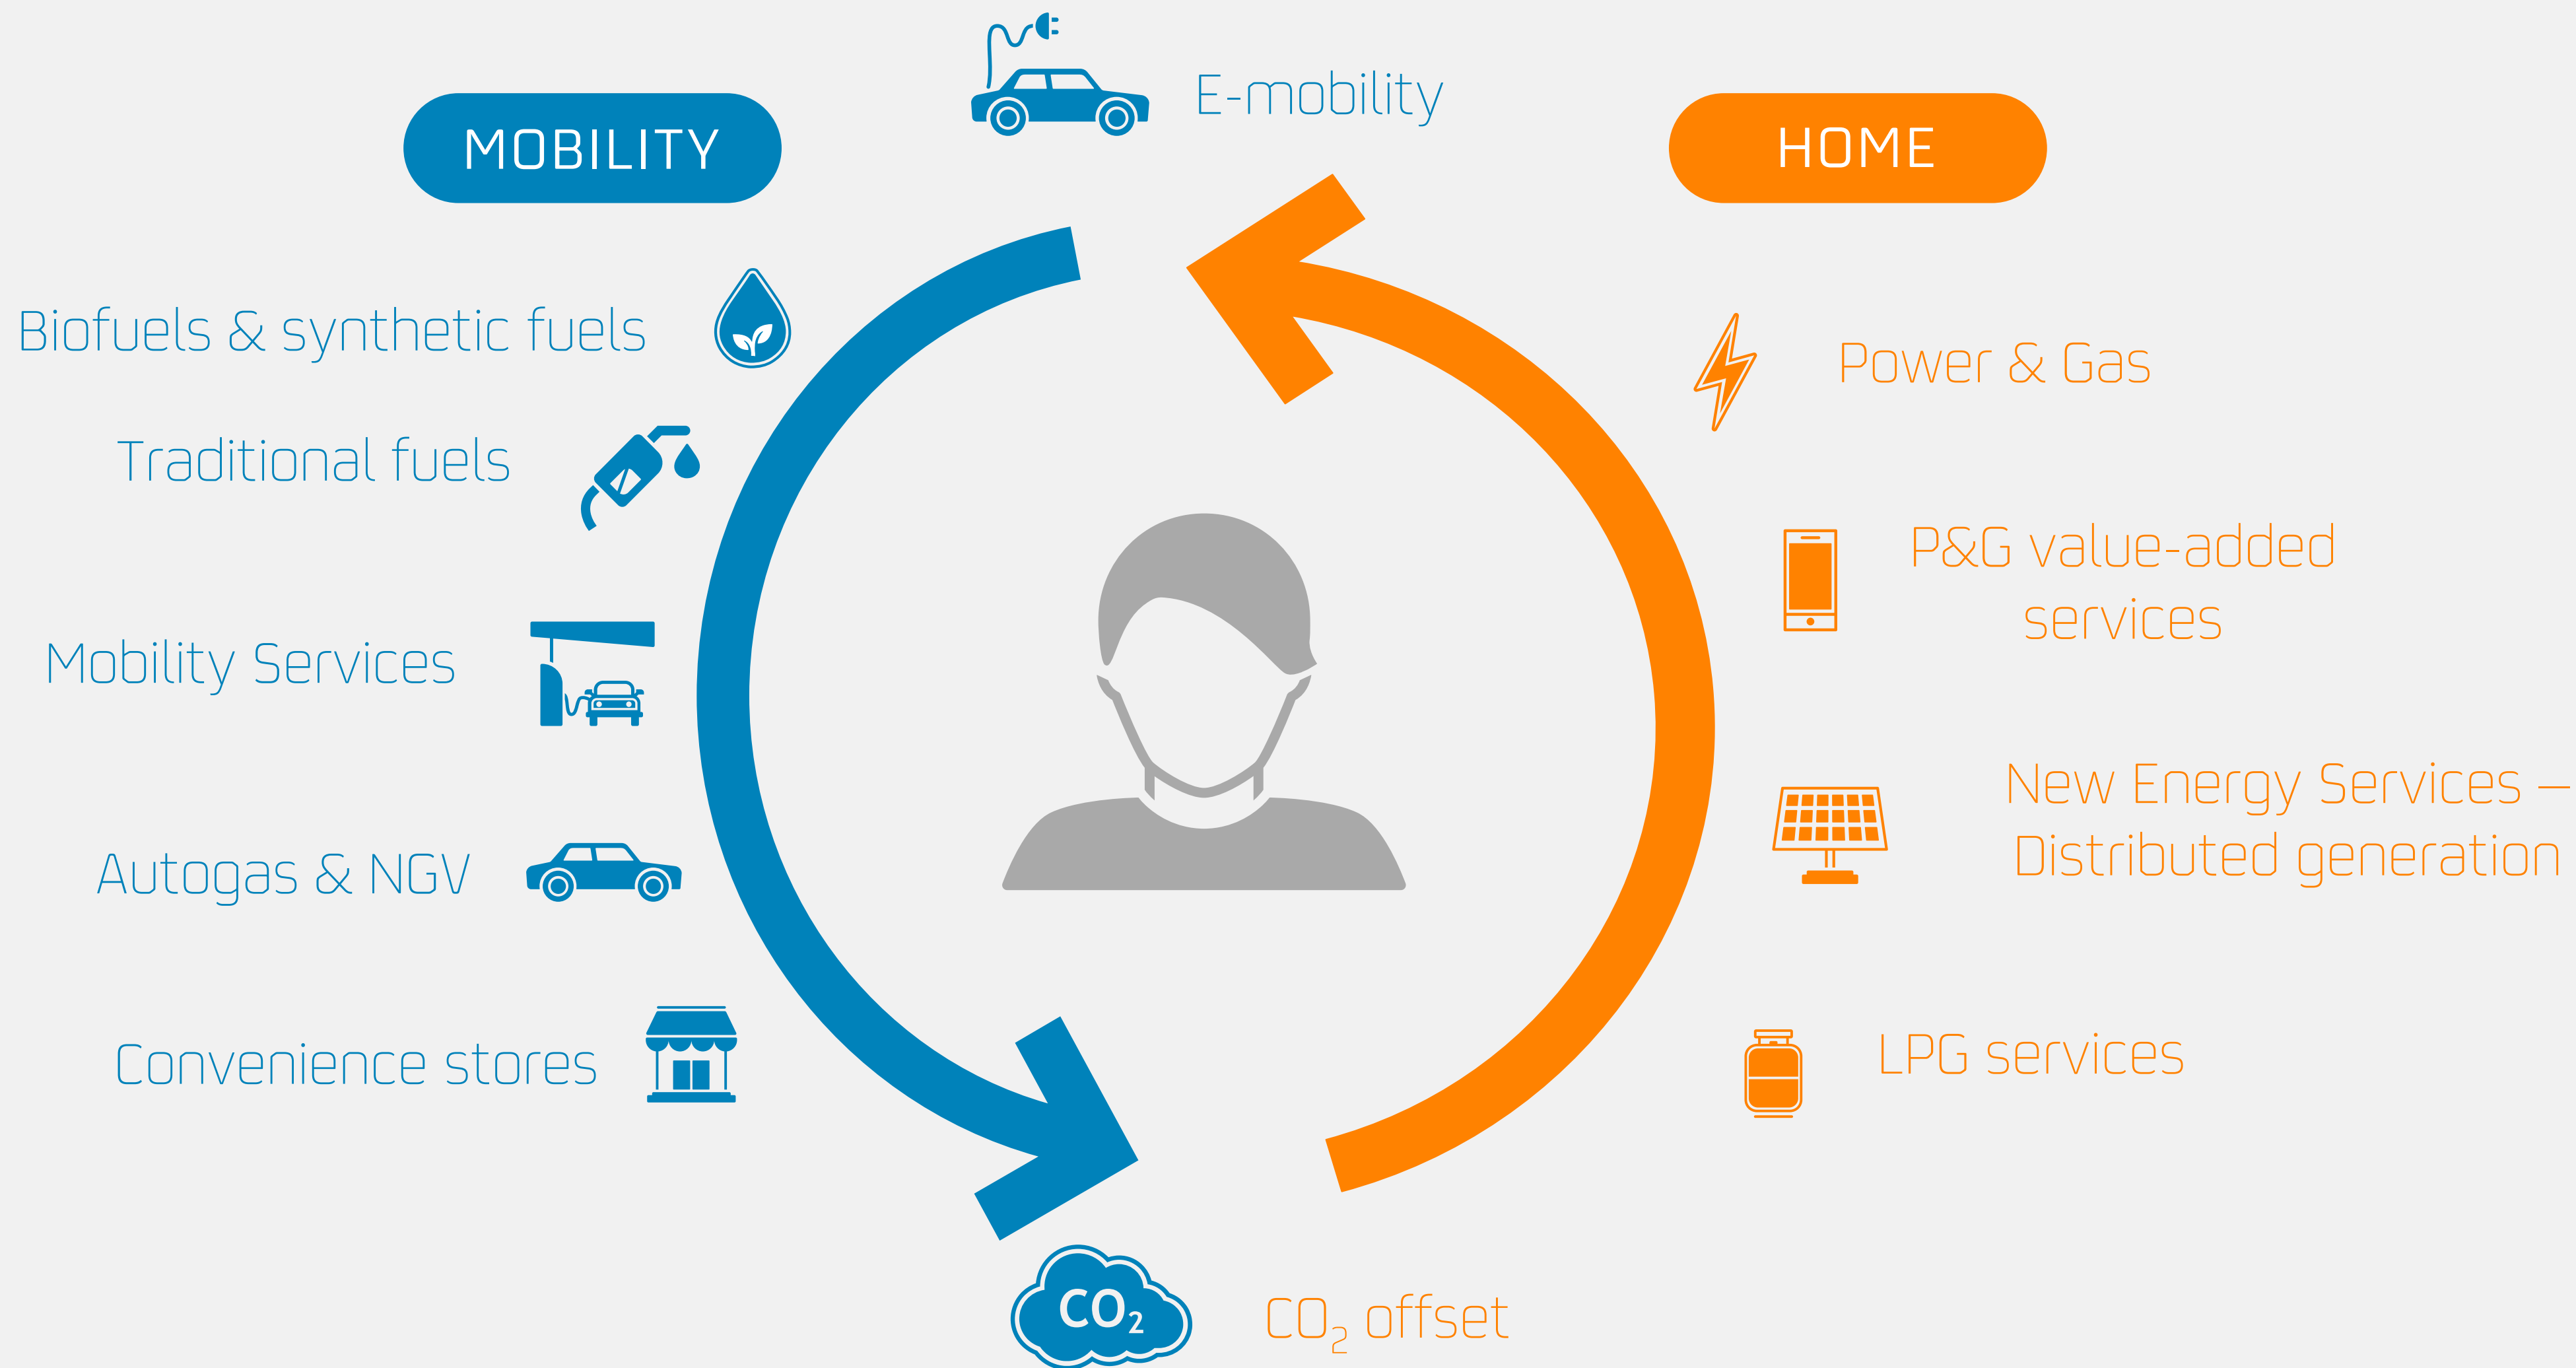 E-mobility
MOBILITY
HOME
Biofuels & synthetic fuels
Traditional fuels
Mobility Services
Autogas & NGV
Convenience stores
Power & Gas
P&G value-added
services
New Energy Services –
Distributed generation
LPG services
CO₂
CO₂ offset